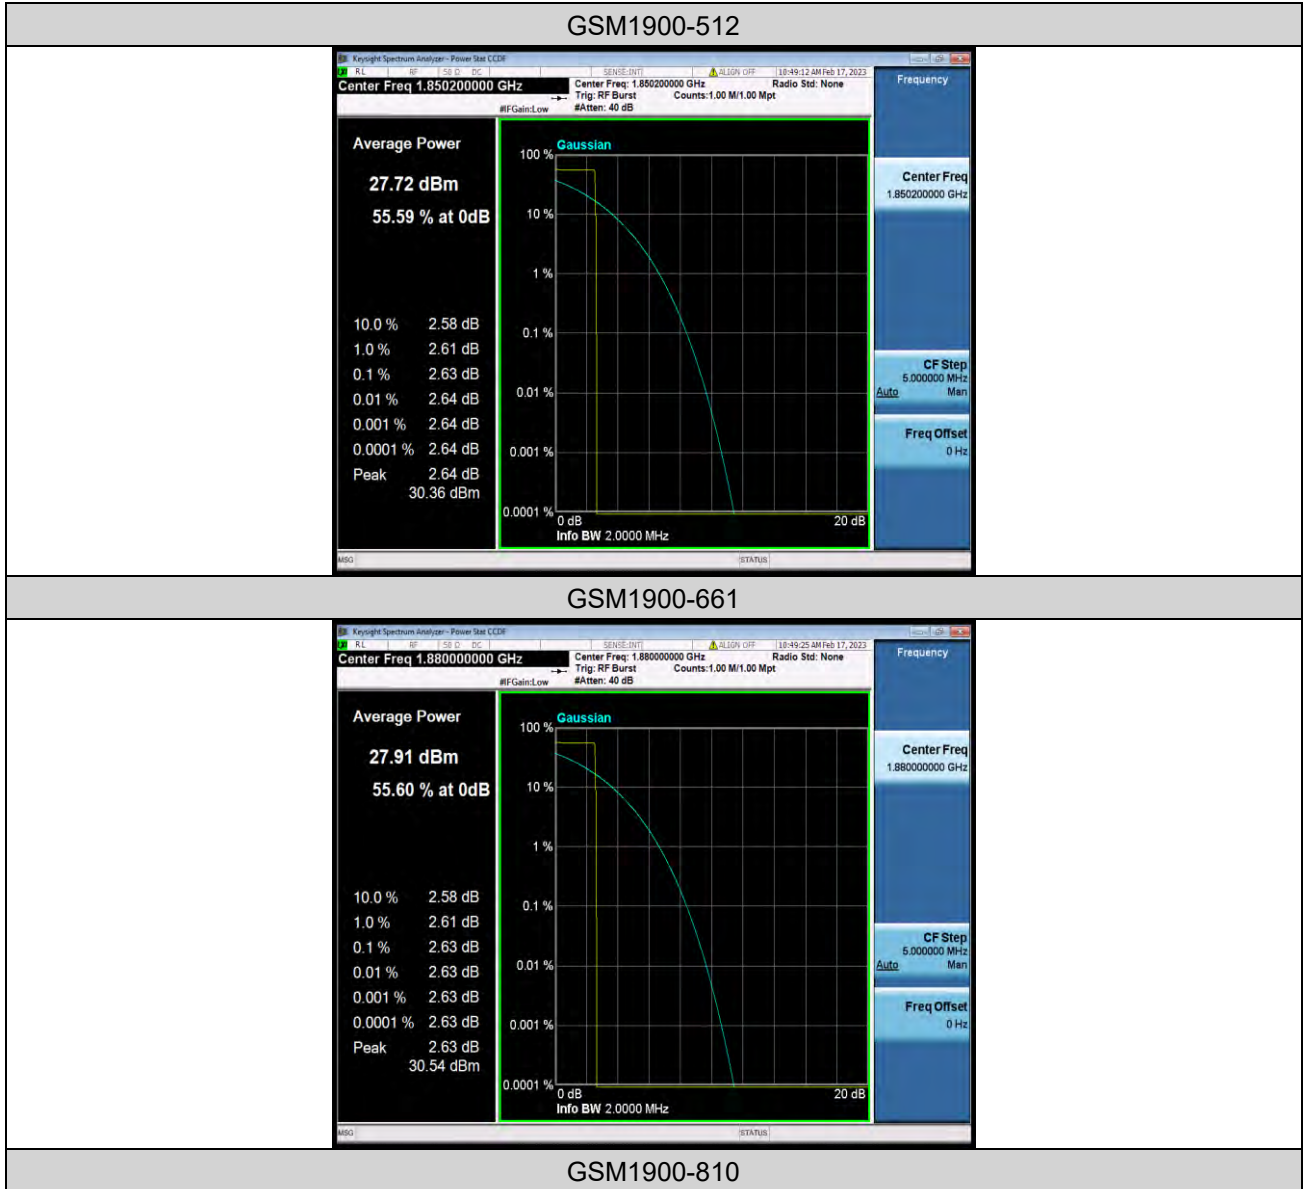 GSM1900-512
Keysight Spectrum Analyzer - Power Stat CCDF
RL RF 50 Ω DC SENSE:INT ALIGN OFF 10:49:12 AM Feb 17, 2023
Center Freq 1.850200000 GHz
Center Freq: 1.850200000 GHz Radio Std: None
Trig: RF Burst Counts:1.00 M/1.00 Mpt
#IFGain:Low #Atten: 40 dB
Frequency
Average Power
27.72 dBm
55.59 % at 0dB
10.0 % 2.58 dB
1.0 % 2.61 dB
0.1 % 2.63 dB
0.01 % 2.64 dB
0.001 % 2.64 dB
0.0001 % 2.64 dB
Peak 2.64 dB
30.36 dBm
Gaussian
100 %
10 %
1 %
0.1 %
0.01 %
0.001 %
0.0001 %
0 dB 20 dB
Info BW 2.0000 MHz
Center Freq
1.850200000 GHz
CF Step
5.000000 MHz
Auto Man
Freq Offset
0 Hz
MSG STATUS
GSM1900-661
Keysight Spectrum Analyzer - Power Stat CCDF
RL RF 50 Ω DC SENSE:INT ALIGN OFF 10:49:25 AM Feb 17, 2023
Center Freq 1.880000000 GHz
Center Freq: 1.880000000 GHz Radio Std: None
Trig: RF Burst Counts:1.00 M/1.00 Mpt
#IFGain:Low #Atten: 40 dB
Frequency
Average Power
27.91 dBm
55.60 % at 0dB
10.0 % 2.58 dB
1.0 % 2.61 dB
0.1 % 2.63 dB
0.01 % 2.63 dB
0.001 % 2.63 dB
0.0001 % 2.63 dB
Peak 2.63 dB
30.54 dBm
Gaussian
100 %
10 %
1 %
0.1 %
0.01 %
0.001 %
0.0001 %
0 dB 20 dB
Info BW 2.0000 MHz
Center Freq
1.880000000 GHz
CF Step
5.000000 MHz
Auto Man
Freq Offset
0 Hz
MSG STATUS
GSM1900-810